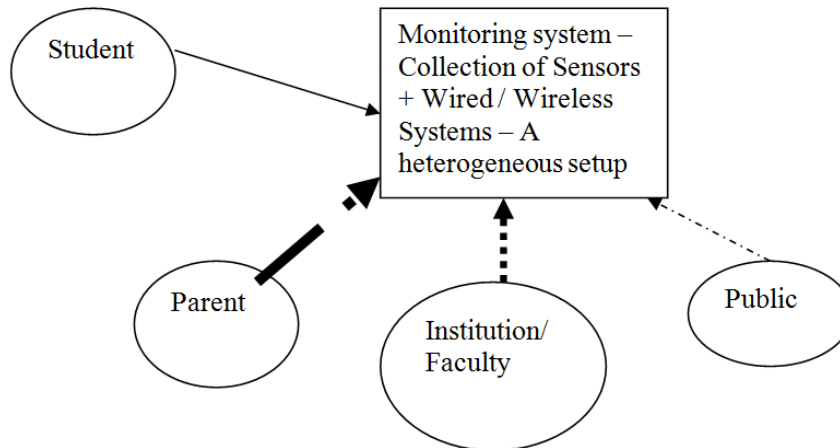 Student
Monitoring system –
Collection of Sensors
+ Wired / Wireless
Systems – A
heterogeneous setup
Parent
Institution/
Faculty
Public